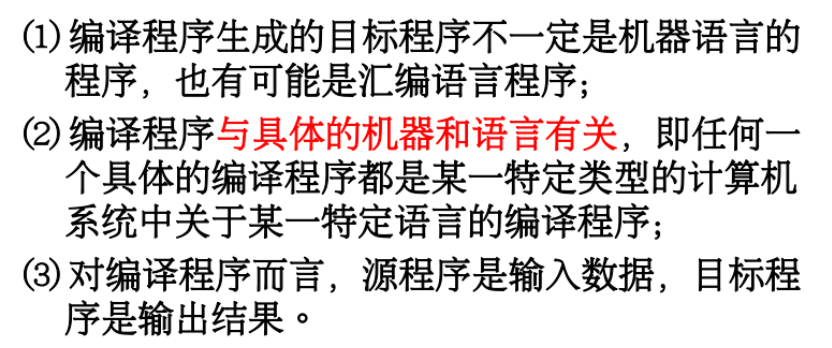 (1) 编译程序生成的目标程序不一定是机器语言的
程序，也有可能是汇编语言程序；
(2) 编译程序与具体的机器和语言有关，即任何一
个具体的编译程序都是某一特定类型的计算机
系统中关于某一特定语言的编译程序；
(3) 对编译程序而言，源程序是输入数据，目标程
序是输出结果。